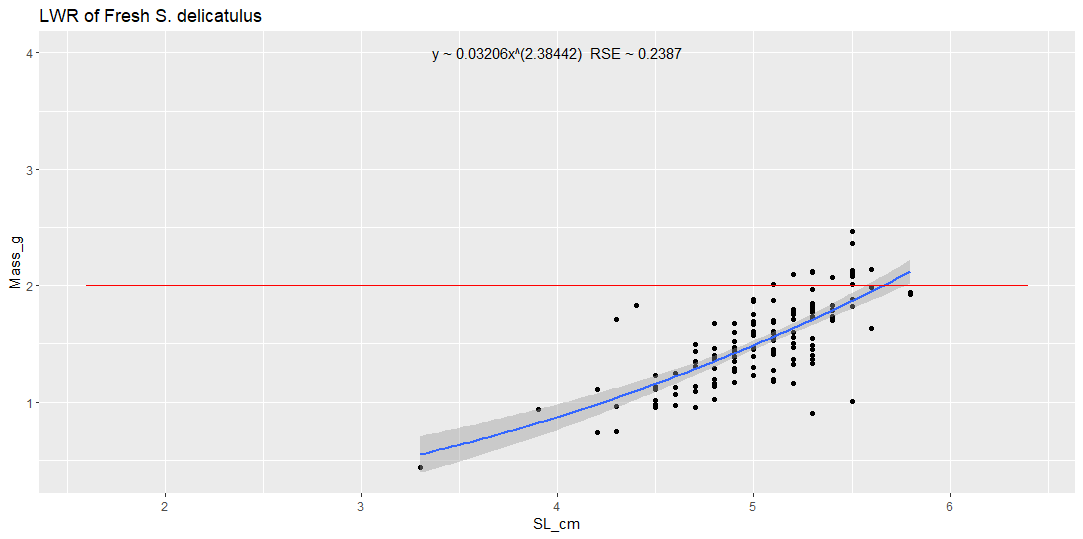 LWR of Fresh S. delicatulus
y ~ 0.03206x^(2.38442)  RSE ~ 0.2387
4
3
2
1
Mass_g
2
3
4
5
6
SL_cm